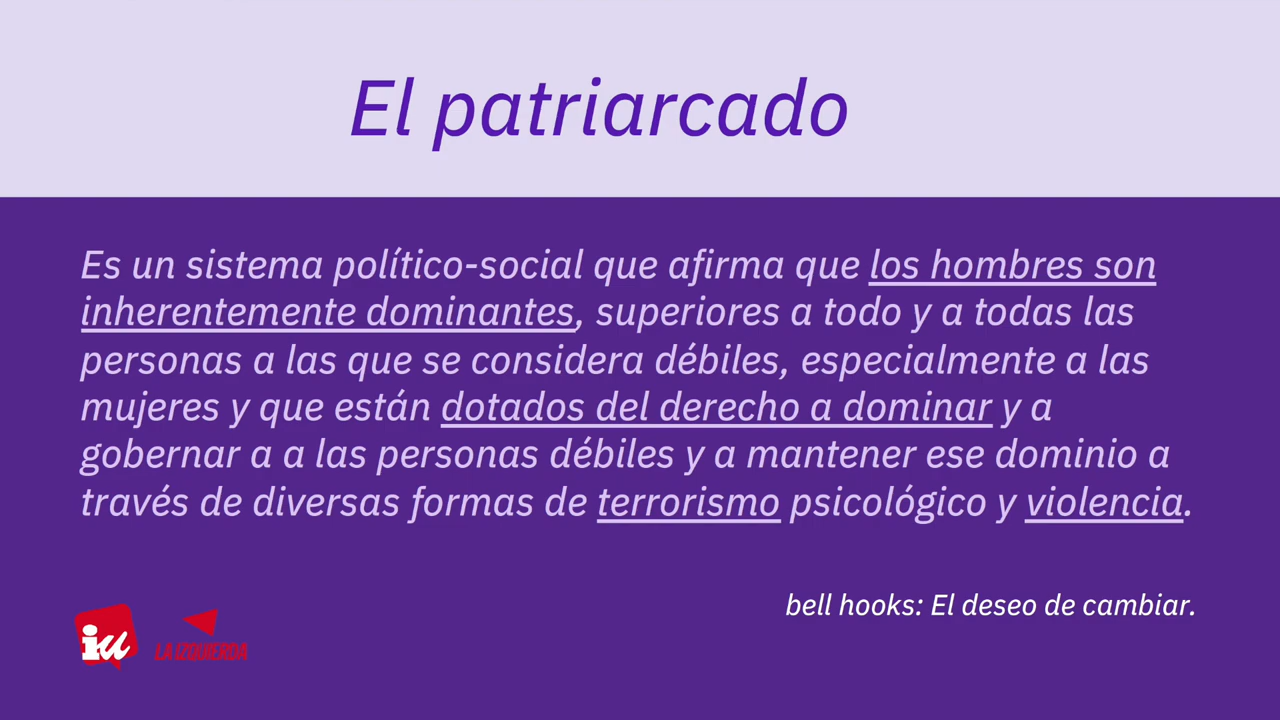 El patriarcado
Es un sistema político-social que afirma que los hombres son
inherentemente dominantes, superiores a todo y a todas las
personas a las que se considera débiles, especialmente a las
mujeres y que están dotados del derecho a dominar y a
gobernar a a las personas débiles y a mantener ese dominio a
través de diversas formas de terrorismo psicológico y violencia.
bell hooks: El deseo de cambiar.
iu
LA IZQUIERDA